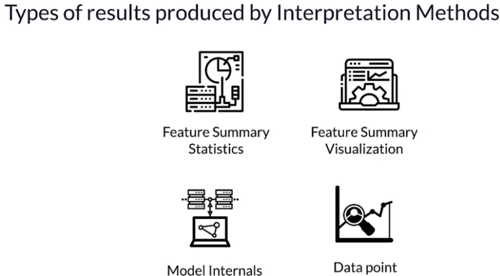 Types of results produced by Interpretation Methods
Feature Summary
Statistics
Feature Summary
Visualization
Model Internals
Data point